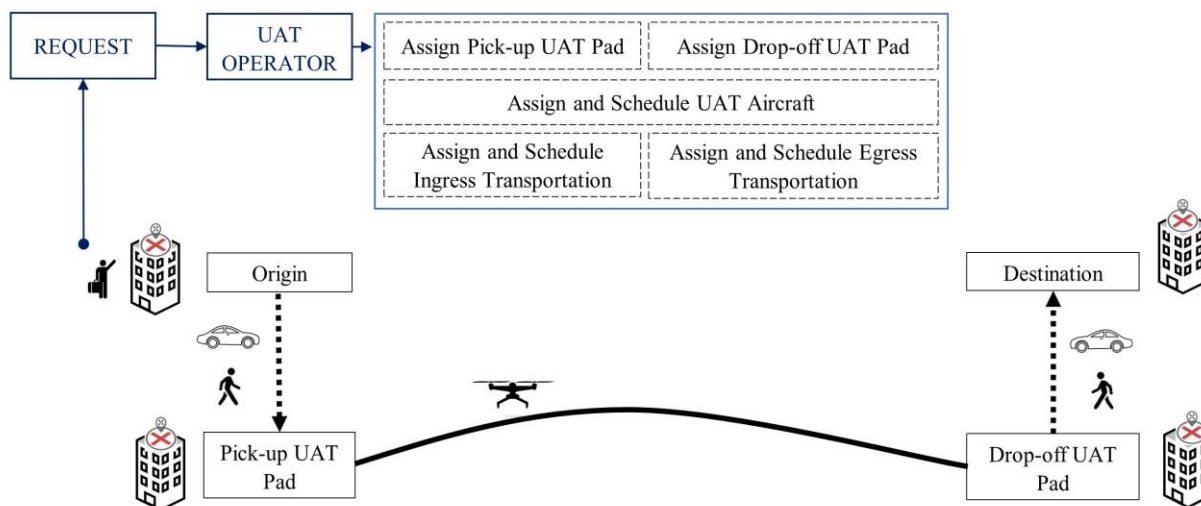 REQUEST
UAT
OPERATOR
Assign Pick-up UAT Pad
Assign Drop-off UAT Pad
Assign and Schedule UAT Aircraft
Assign and Schedule
Ingress Transportation
Assign and Schedule Egress
Transportation
Origin
Destination
Pick-up UAT
Pad
Drop-off UAT
Pad